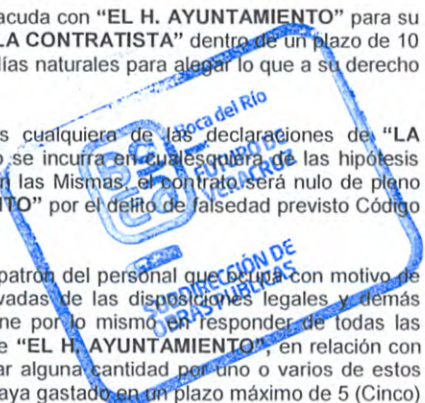 acuda con "EL H. AYUNTAMIENTO" para su
LA CONTRATISTA" dentro de un plazo de 10
lías naturales para alegar lo que a su derecho
s cualquiera de las declaraciones de "LA
o se incurra en cualesquiera de las hipótesis
n las Mismas, el contrato será nulo de pleno
NTO" por el delito de falsedad previsto Código
patrón del personal que ocupa con motivo de
vadas de las disposiciones legales y demás
ne por lo mismo en responder de todas las
e "EL H. AYUNTAMIENTO", en relación con
ar alguna cantidad por uno o varios de estos
aya gastado en un plazo máximo de 5 (Cinco)
Boca del Río
FUTURO DE
VERACRUZ
SUBDIRECCIÓN DE
OBRAS PÚBLICAS